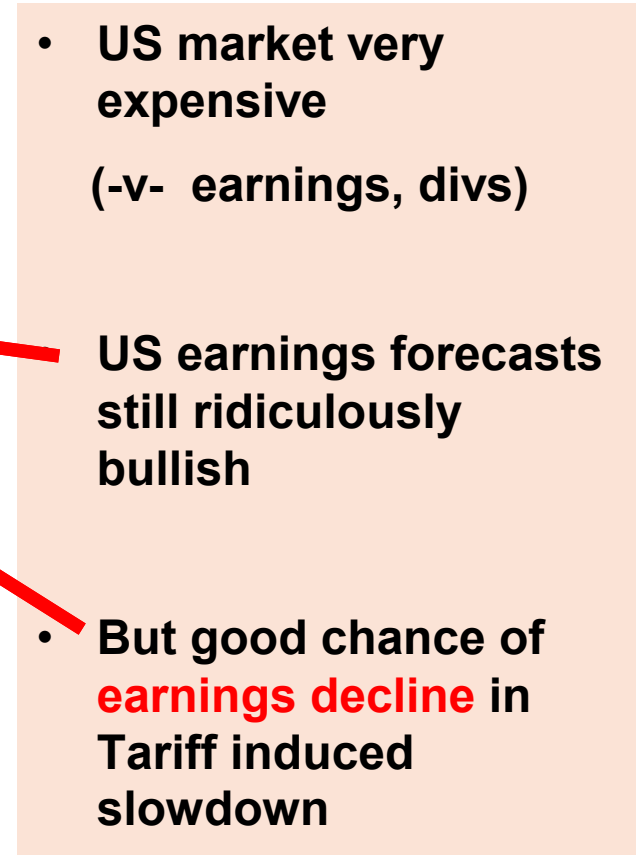 • US market very
expensive
(-v- earnings, divs)
US earnings forecasts
still ridiculously
bullish
• But good chance of
earnings decline in
Tariff induced
slowdown